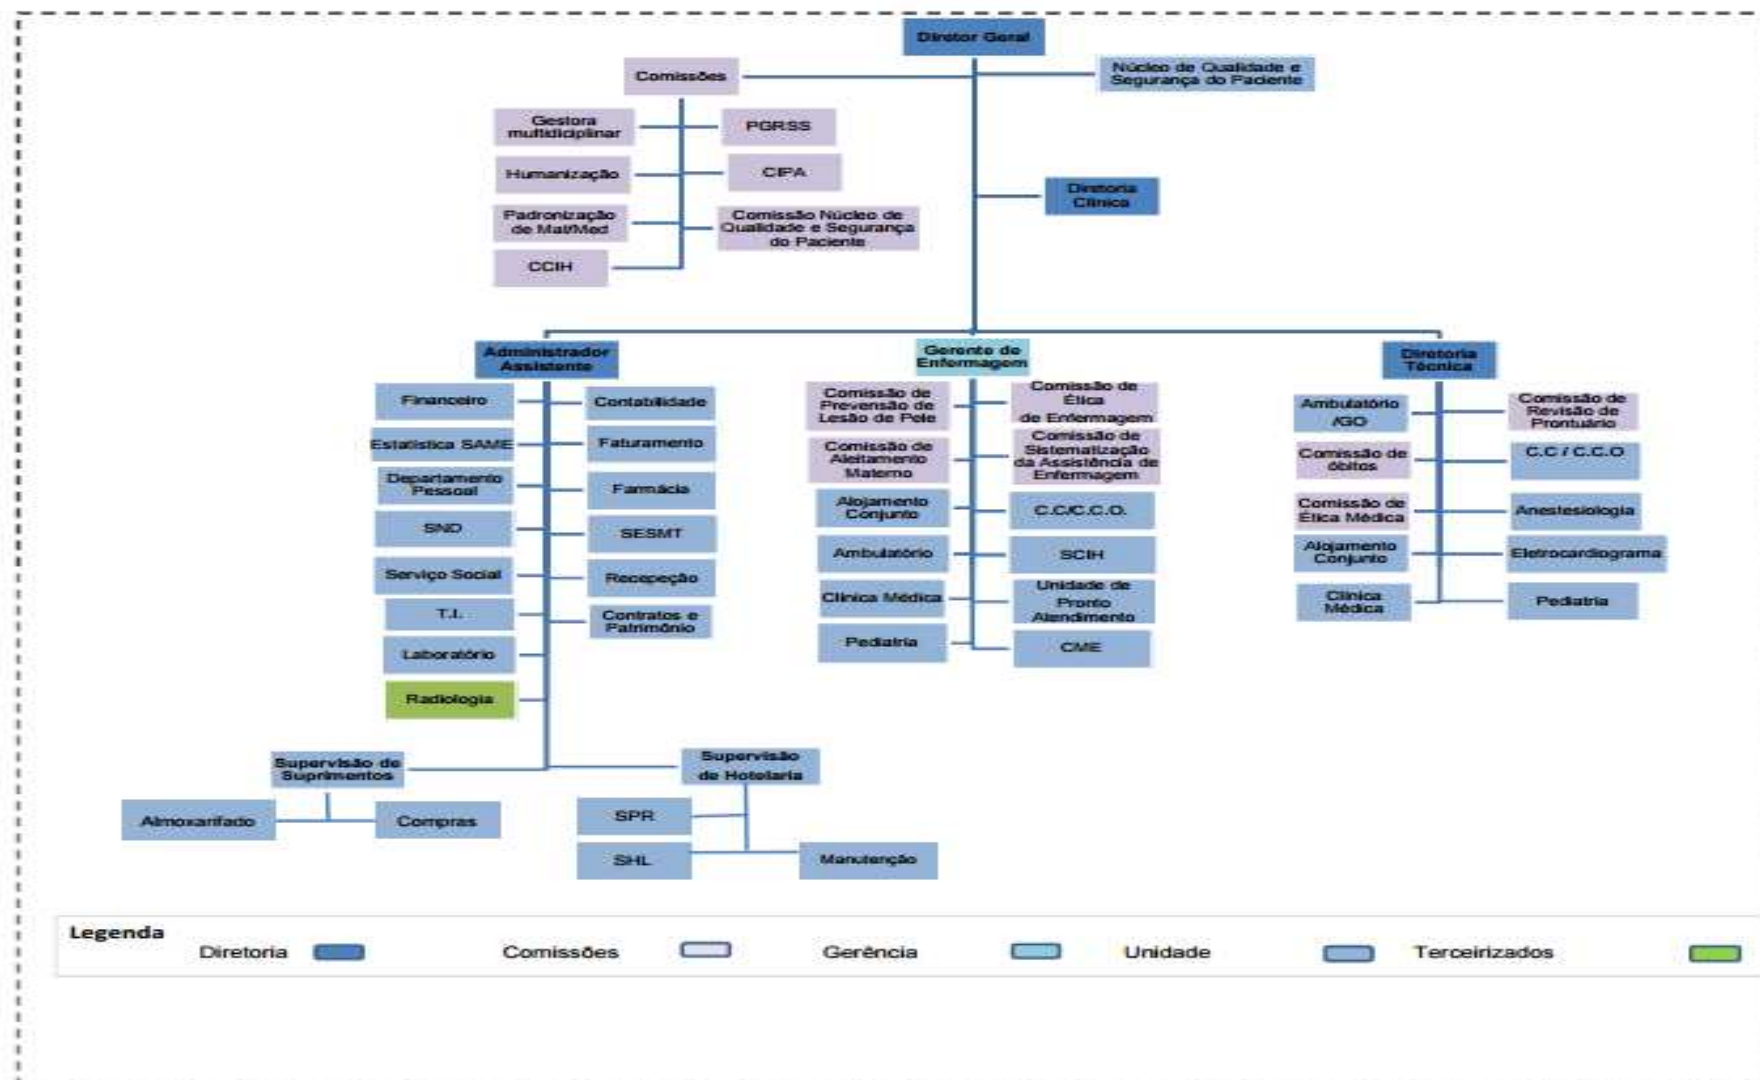 Diretor Geral
Comissões
Núcleo de Qualidade e
Segurança do Paciente
Gestora
multidiciplinar
PGRSS
Humanização
CIPA
Diretoria
Clínica
Padronização
de Mat/Med
Comissão Núcleo de
Qualidade e Segurança
do Paciente
CCIH
Administrador
Assistente
Gerente de
Enfermagem
Diretoria
Técnica
Financeiro
Contabilidade
Estatística SAME
Faturamento
Departamento
Pessoal
Farmácia
SND
SESMT
Serviço Social
Recepeção
T.I.
Contratos e
Patrimônio
Laboratório
Radiologia
Comissão de
Prevensão de
Lesão de Pele
Comissão de
Ética
de Enfermagem
Comissão de
Aleitamento
Materno
Comissão de
Sistematização
da Assistência de
Enfermagem
Alojamento
Conjunto
C.C/C.C.O.
Ambulatório
SCIH
Clínica Médica
Unidade de
Pronto
Atendimento
Pediatria
CME
Ambulatório
/GO
Comissão de
Revisão de
Prontuário
Comissão de
óbitos
C.C / C.C.O
Comissão de
Ética Médica
Anestesiologia
Alojamento
Conjunto
Eletrocardiograma
Clínica
Médica
Pediatria
Supervisão de
Suprimentos
Supervisão
de Hotelaria
Almoxarifado
Compras
SPR
SHL
Manutenção
Legenda
Diretoria
Comissões
Gerência
Unidade
Terceirizados